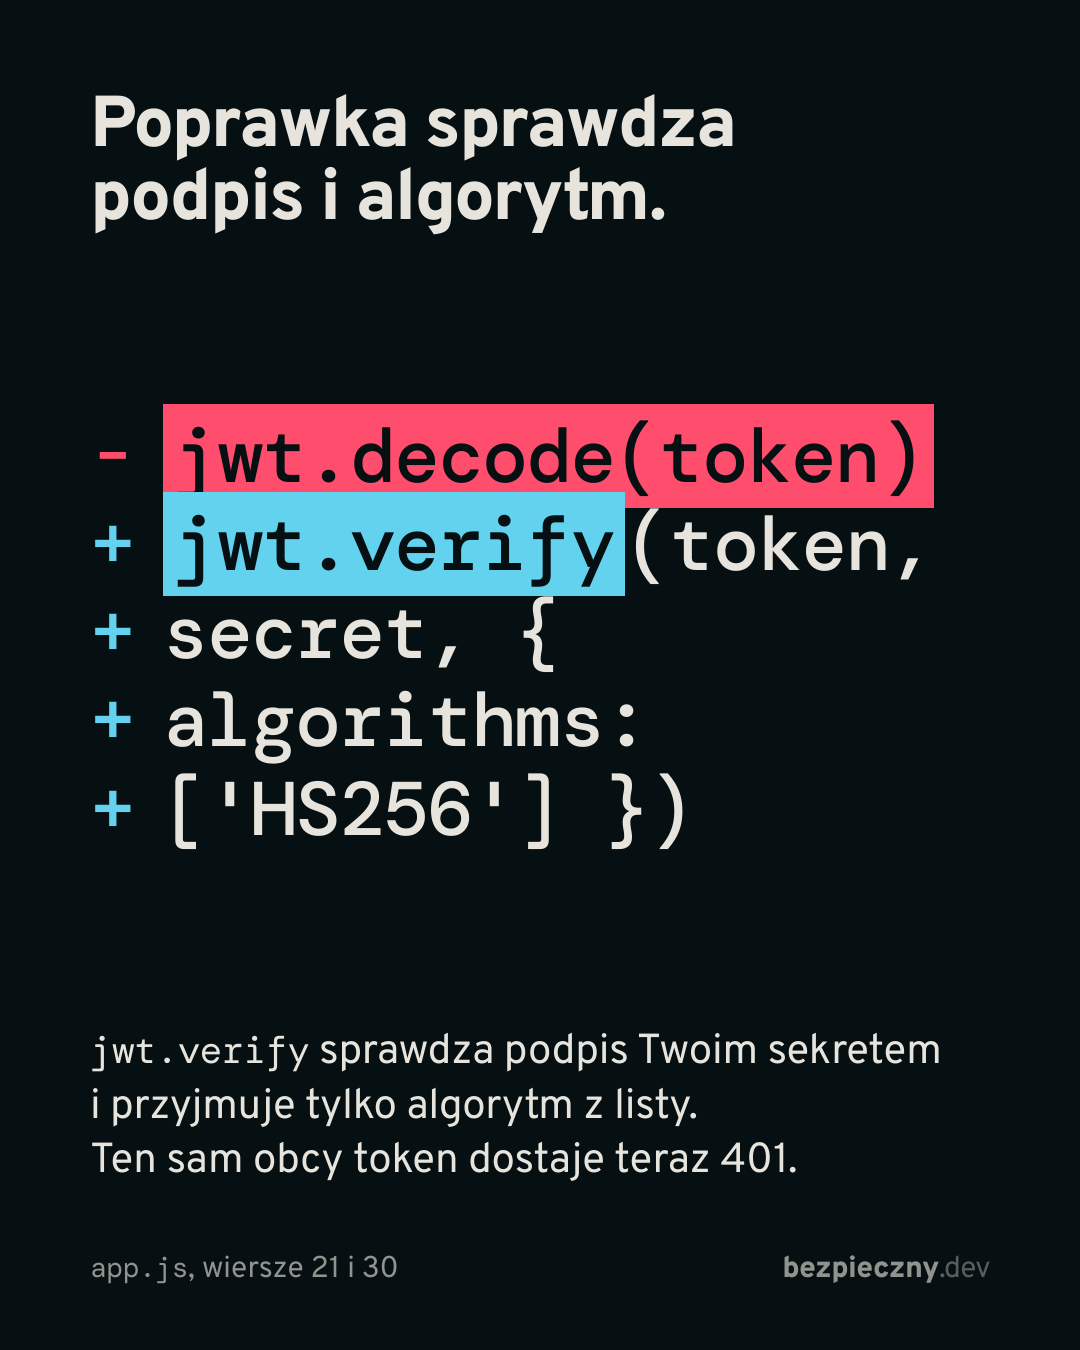 Poprawka sprawdza
podpis i algorytm.
- jwt.decode(token)
+ jwt.verify(token,
+ secret, {
+ algorithms:
+ ['HS256'] })
jwt.verify sprawdza podpis Twoim sekretem
i przyjmuje tylko algorytm z listy.
Ten sam obcy token dostaje teraz 401.
app.js, wiersze 21 i 30
bezpieczny.dev